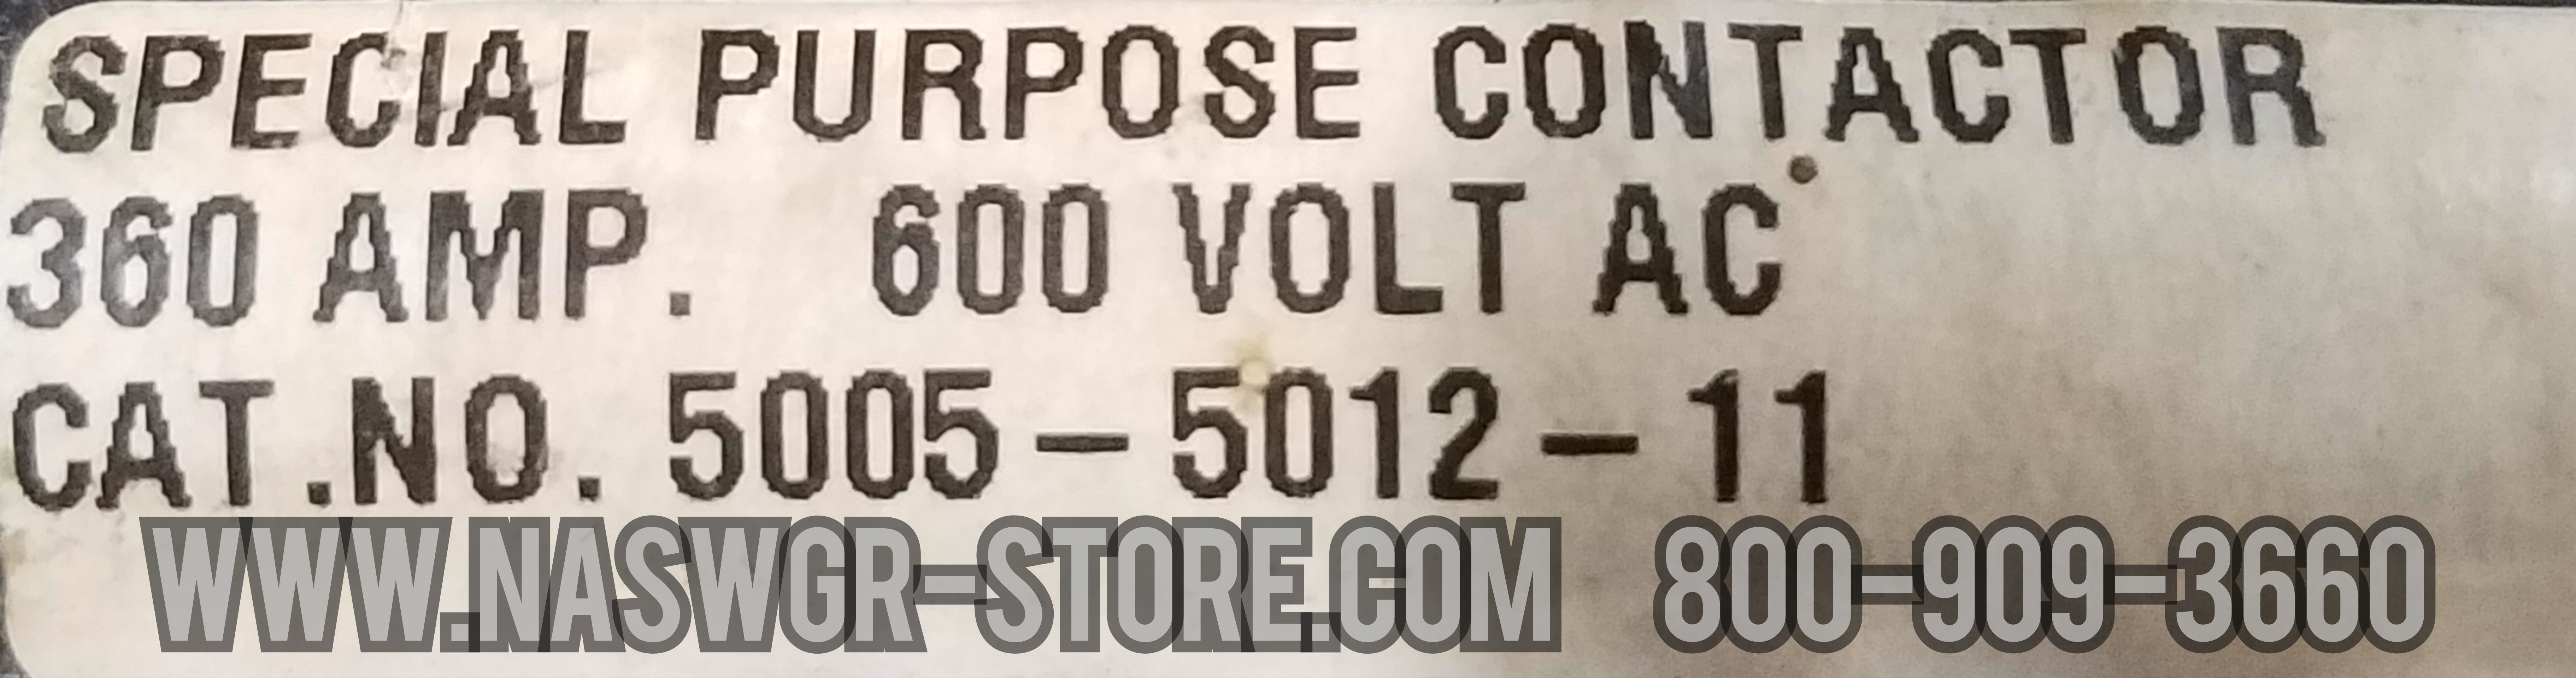 SPECIAL PURPOSE CONTACTOR
360 AMP. 600 VOLT AC
CAT.NO. 5005-5012-11
WWW.NASWGR-STORE.COM 800-909-3660